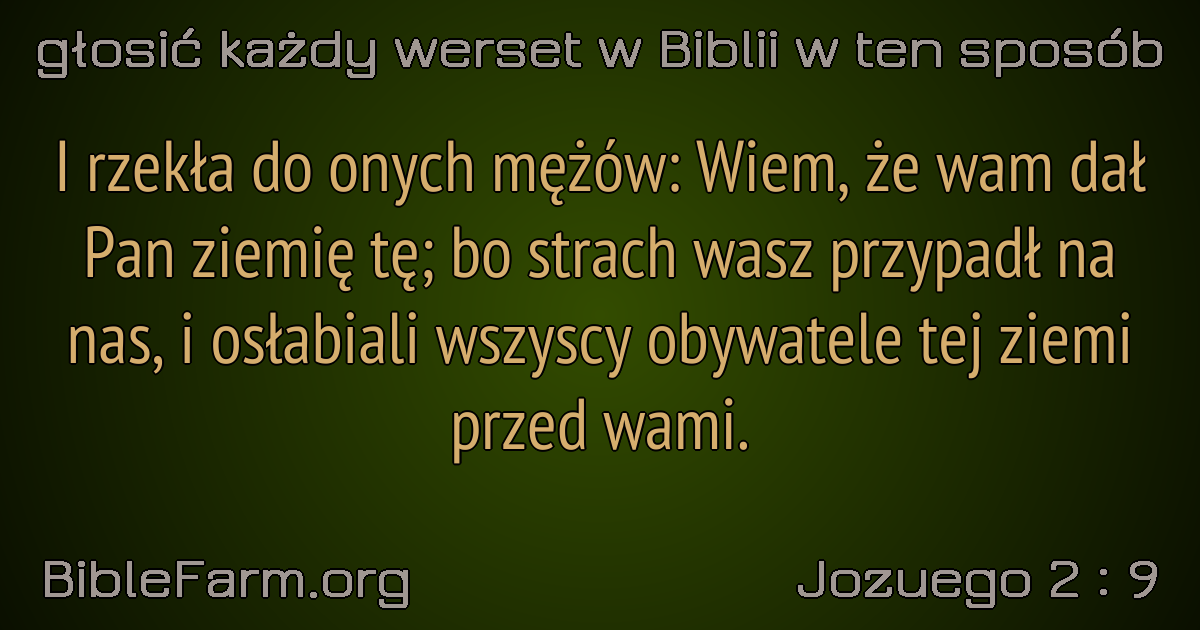 głosić każdy werset w Biblii w ten sposób
I rzekła do onych mężów: Wiem, że wam dał
Pan ziemię tę; bo strach wasz przypadł na
nas, i osłabiali wszyscy obywatele tej ziemi
przed wami.
BibleFarm.org
Jozuego 2 : 9